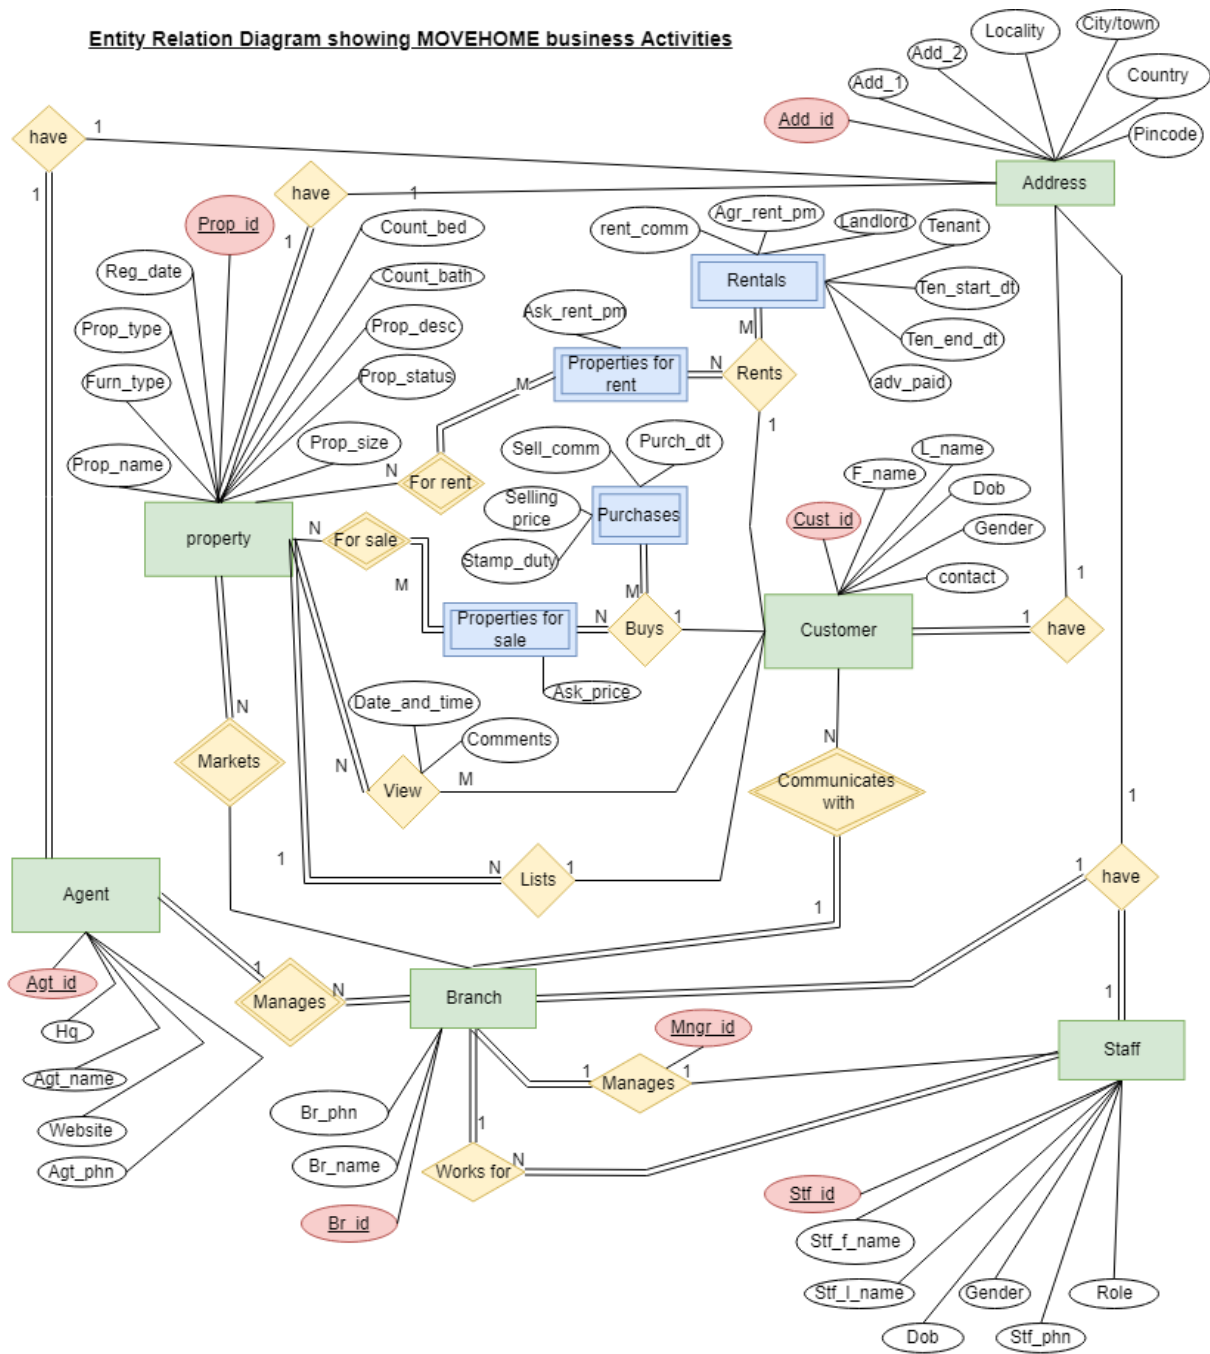 Entity Relation Diagram showing MOVEHOME business Activities
City/town
Locality
Add_2
Country
Add_1
Add_id
Pincode
have
1
1
Address
have
1
1
Prop_id
Count_bed
Reg_date
Count_bath
Prop_type
Prop_desc
Furn_type
Prop_status
Prop_name
Prop_size
rent_comm
Agr_rent_pm
Landlord
Tenant
Rentals
Ten_start_dt
Ten_end_dt
adv_paid
Ask_rent_pm
M
Properties for
rent
N
Rents
M
1
N
For rent
Sell_comm
Purch_dt
Selling
price
Purchases
Stamp_duty
L_name
F_name
Dob
Cust_id
Gender
contact
property
N
For sale
M
M
Properties for
sale
N
Buys
1
Customer
1
have
1
Ask_price
Date_and_time
Comments
N
Markets
N
View
M
N
Communicates
with
1
1
N
Lists
1
1
1
have
1
Agent
Agt_id
Hq
Agt_name
Website
Agt_phn
1
Manages
N
Branch
Mngr_id
1
Manages
1
Staff
Br_phn
Br_name
Br_id
1
Works for
N
Stf_id
Stf_f_name
Stf_l_name
Gender
Role
Dob
Stf_phn